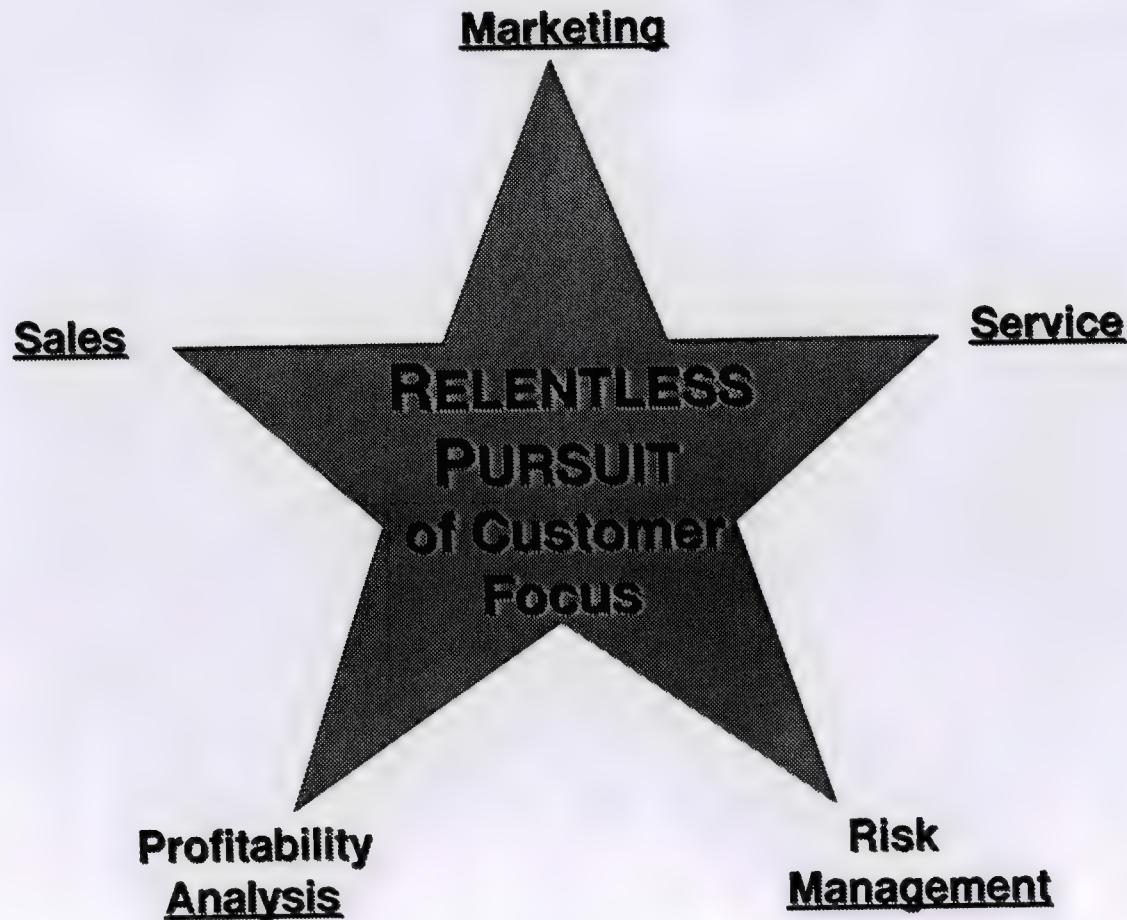 Marketing
Sales
Service
RELENTLESS
PURSUIT
of Customer
Focus
Profitability
Analysis
Risk
Management